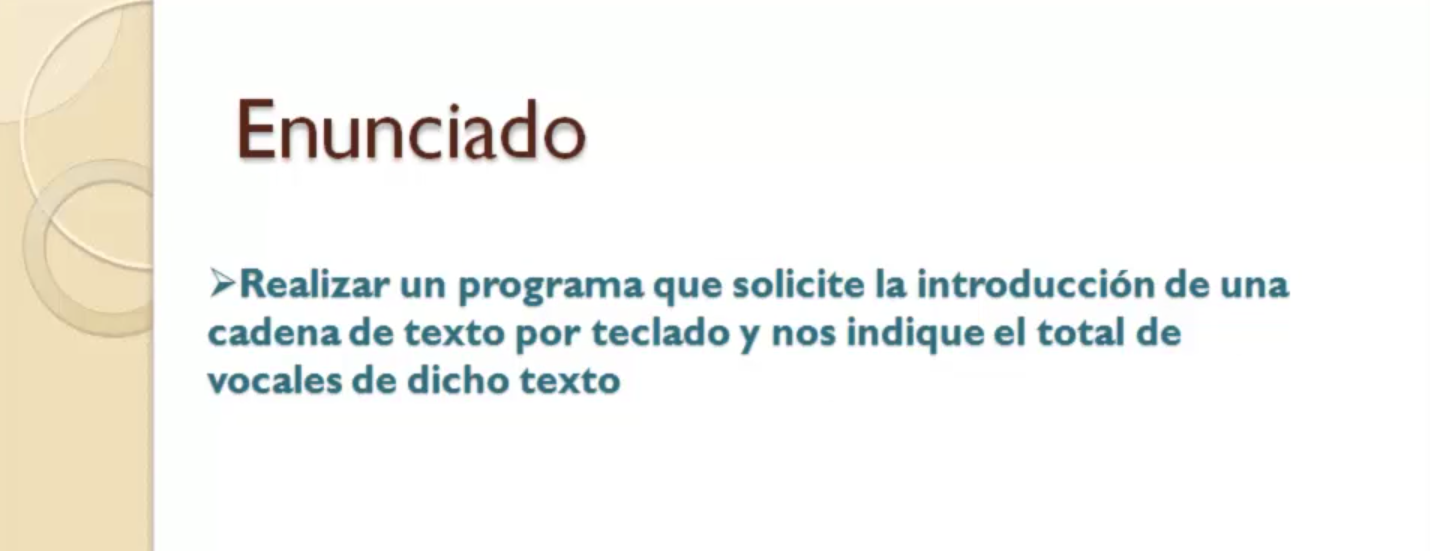 Enunciado
➢Realizar un programa que solicite la introducción de una
cadena de texto por teclado y nos indique el total de
vocales de dicho texto